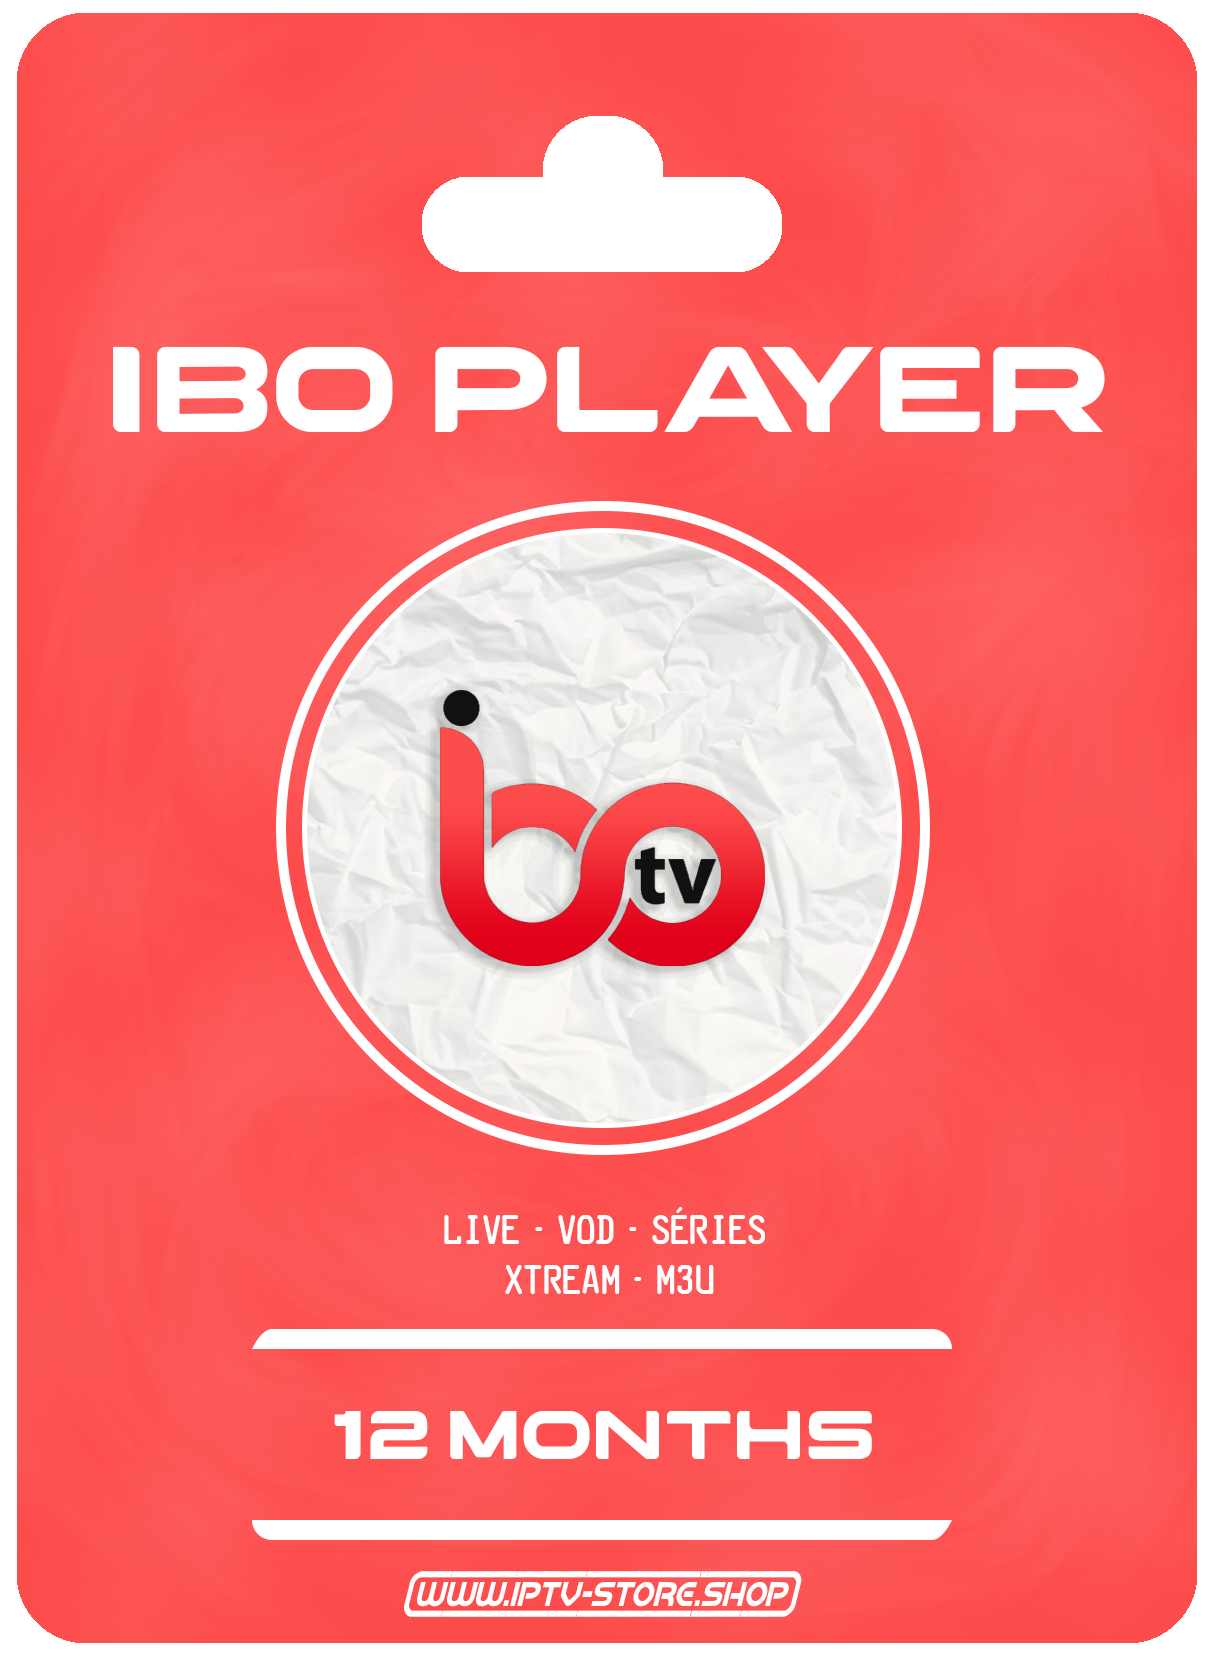 IBO PLAYER
ibo
tv
LIVE - VOD - SÉRIES
XTREAM - M3U
12 MONTHS
WWW.IPTV-STORE.SHOP